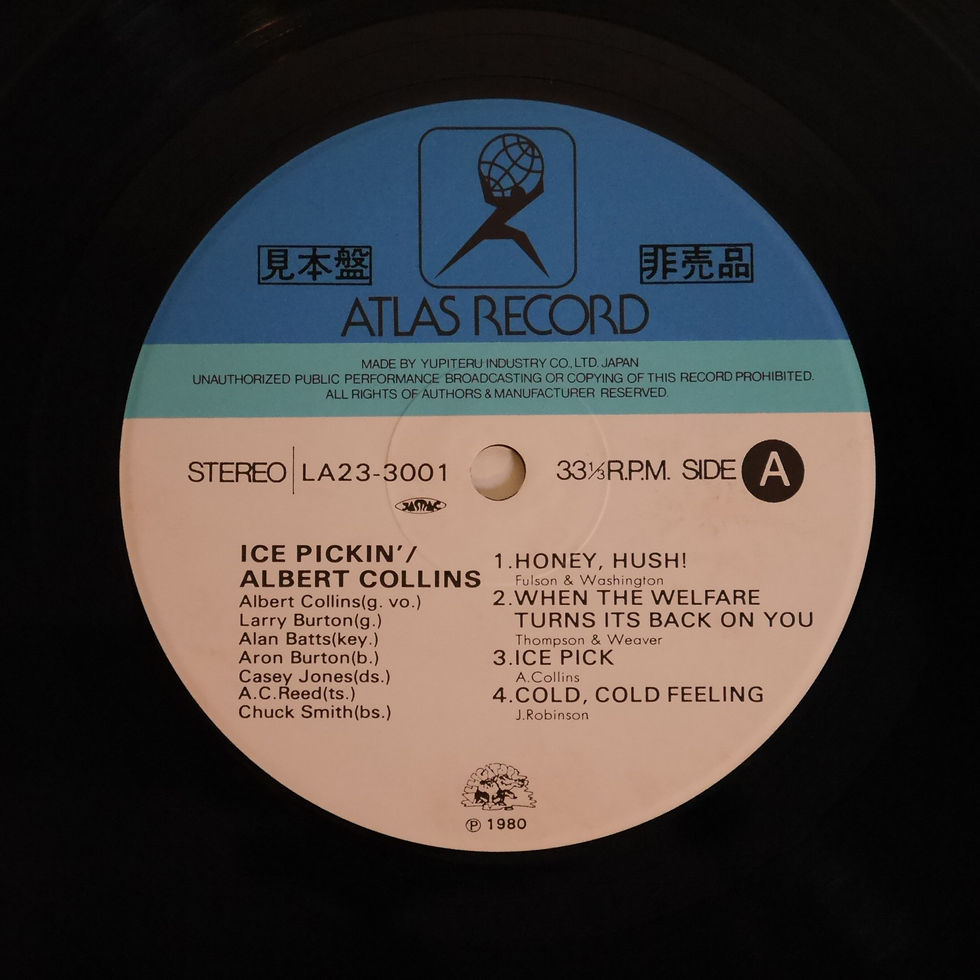 見本盤
非売品
ATLAS RECORD
MADE BY YUPITERU INDUSTRY CO., LTD. JAPAN
UNAUTHORIZED PUBLIC PERFORMANCE BROADCASTING OR COPYING OF THIS RECORD PROHIBITED.
ALL RIGHTS OF AUTHORS & MANUFACTURER RESERVED.
STEREO LA23-3001
JASRAC
33⅓ R.P.M. SIDE A
ICE PICKIN'/
ALBERT COLLINS
Albert Collins(g. vo.)
Larry Burton(g.)
Alan Batts(key.)
Aron Burton(b.)
Casey Jones(ds.)
A.C.Reed(ts.)
Chuck Smith(bs.)
1.HONEY, HUSH!
Fulson & Washington
2.WHEN THE WELFARE
TURNS ITS BACK ON YOU
Thompson & Weaver
3.ICE PICK
A.Collins
4.COLD, COLD FEELING
J.Robinson
Ⓟ 1980